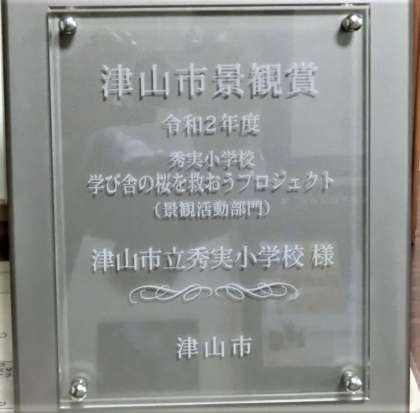 津山市景観賞
令和2年度
秀実小学校
学び舎の桜を救おうプロジェクト
（景観活動部門）
津山市立秀実小学校 様
津山市